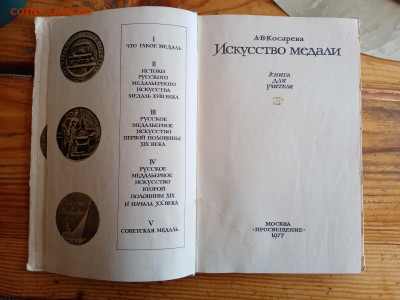 I
ЧТО ТАКОЕ МЕДАЛЬ
II
ИСТОКИ
РУССКОГО
МЕДАЛЬЕРНОГО
ИСКУССТВА
МЕДАЛЬ XVIII ВЕКА
III
РУССКОЕ
МЕДАЛЬЕРНОЕ
ИСКУССТВО
ПЕРВОЙ ПОЛОВИНЫ
XIX ВЕКА
IV
РУССКОЕ
МЕДАЛЬЕРНОЕ
ИСКУССТВО
ВТОРОЙ
ПОЛОВИНЫ XIX
И НАЧАЛА XX ВЕКА
V
СОВЕТСКАЯ МЕДАЛЬ
А·В·Косарева
Искусство медали
Книга
для
учителя
МОСКВА
«ПРОСВЕЩЕНИЕ»
1977